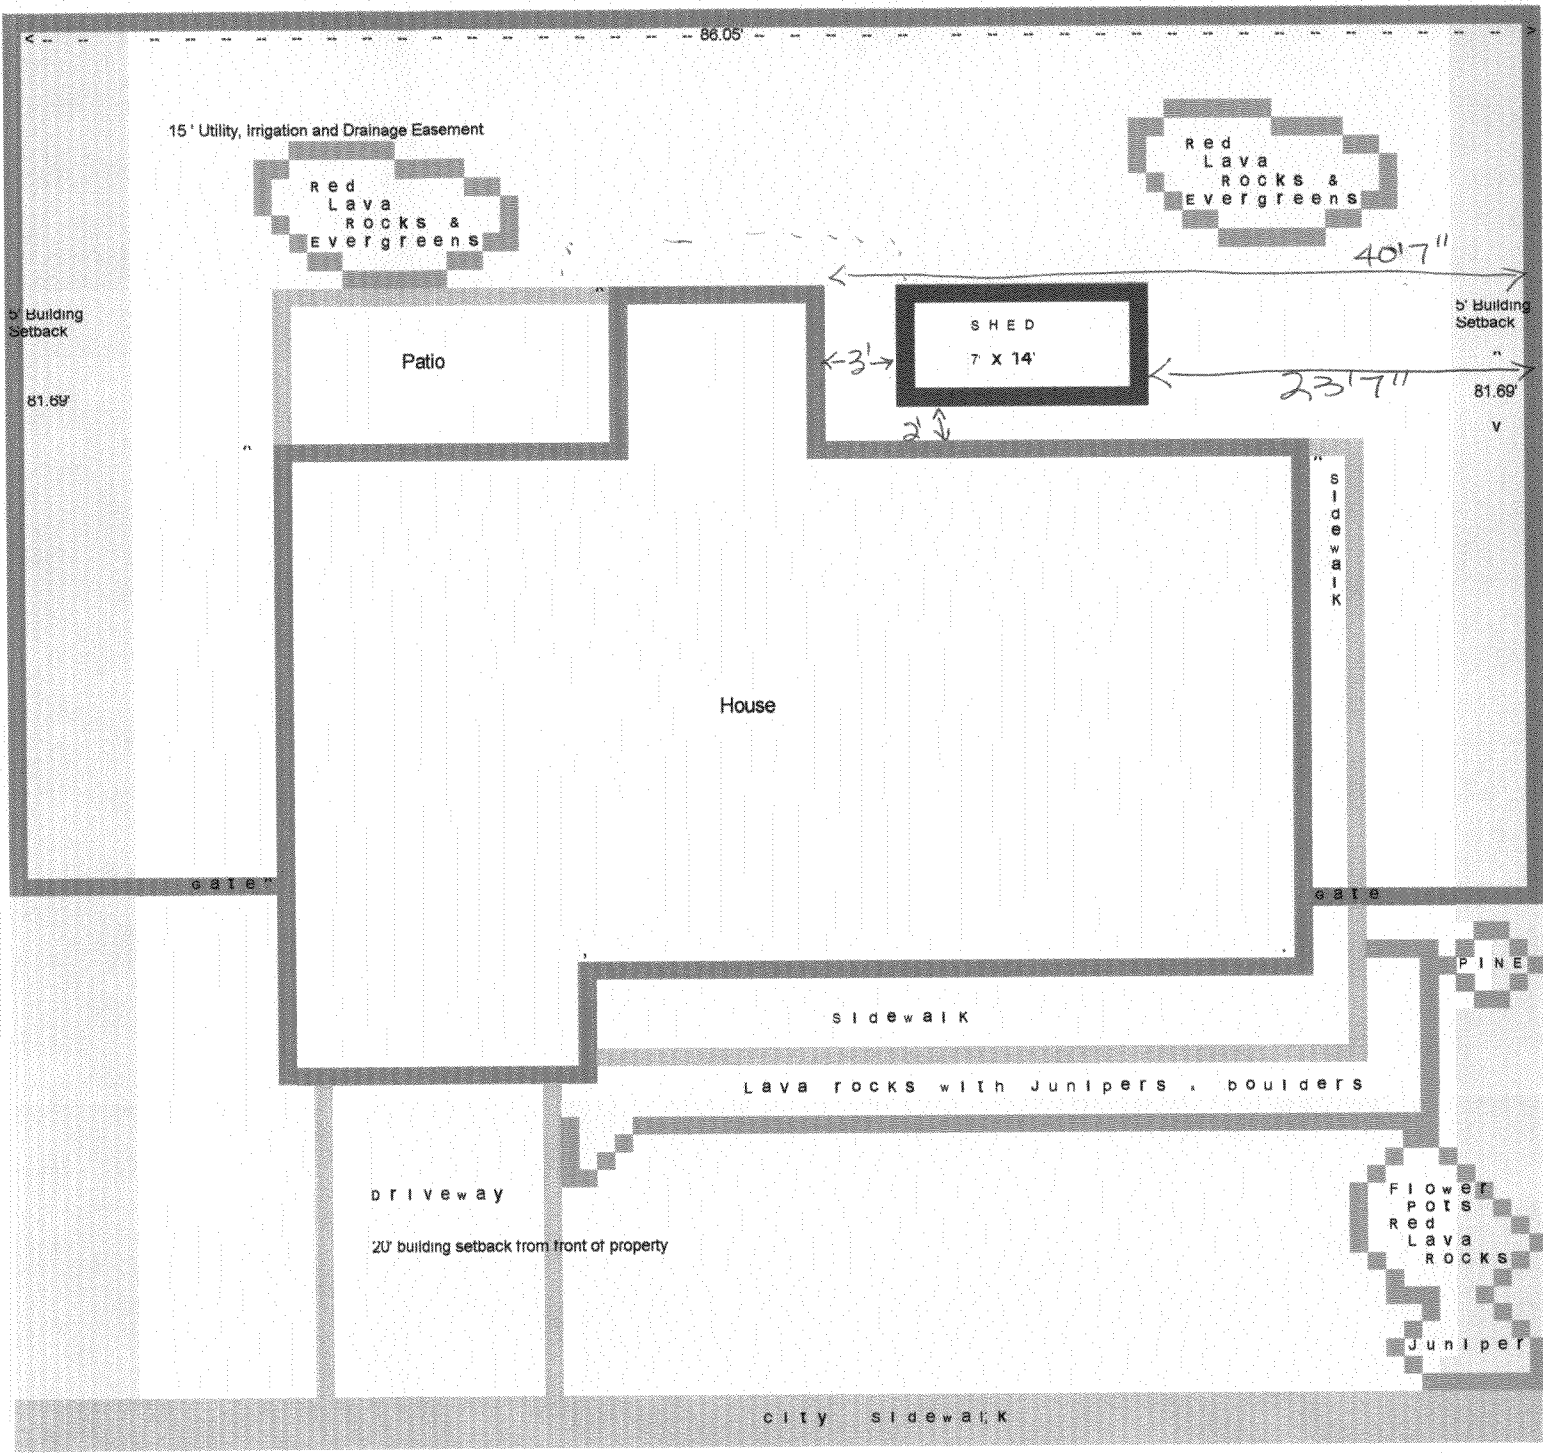 86.05'
15 ' Utility, Irrigation and Drainage Easement
Red
Lava
Rocks &
Evergreens
Red
Lava
Rocks &
Evergreens
40'7"
5' Building
Setback
5' Building
Setback
SHED
7' X 14'
Patio
3'
23'7"
81.69'
81.69'
2'
Sidewalk
House
Gate
Gate
PINE
Sidewalk
Lava rocks with Junipers & boulders
Driveway
20' building setback from front of property
Flower
Pots
Red
Lava
Rocks
Juniper
city sidewalk